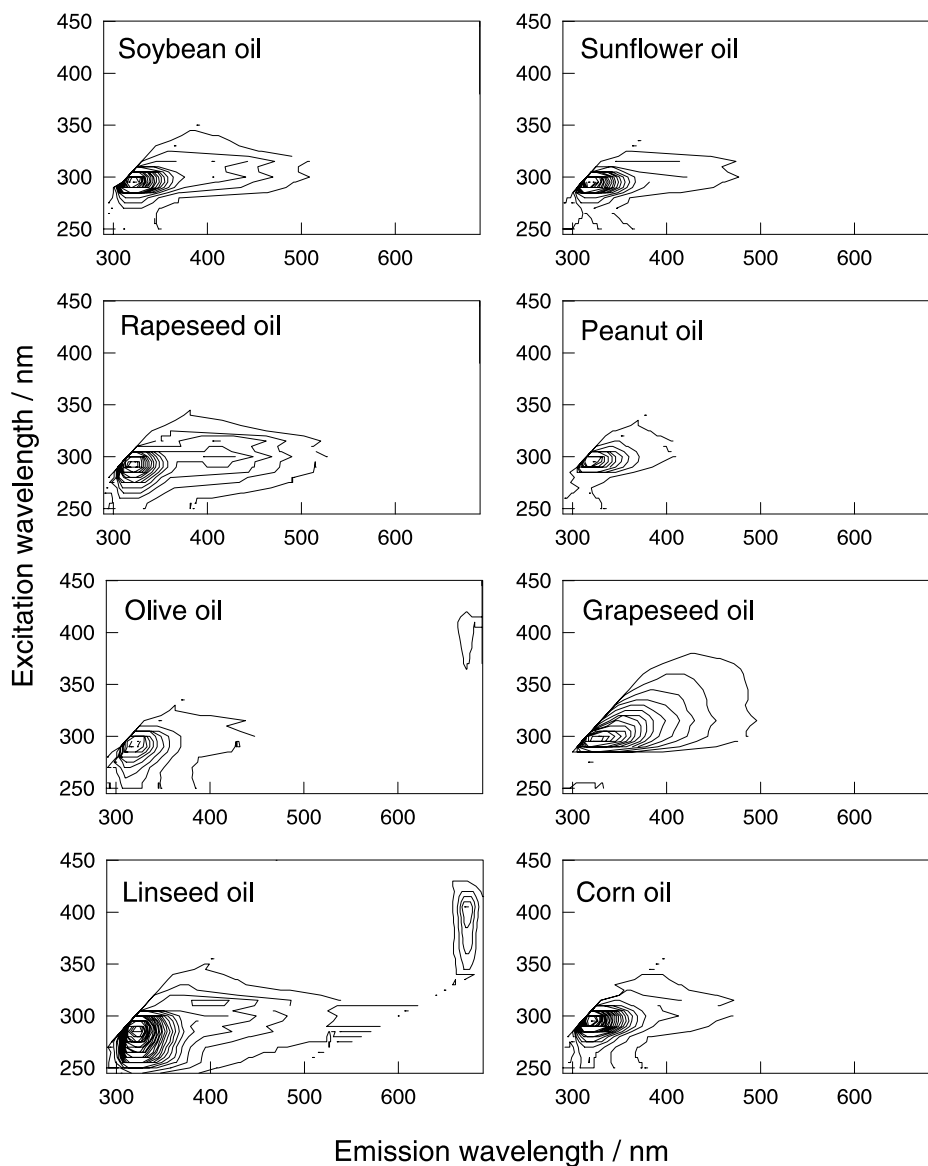 Excitation wavelength / nm
Soybean oil
450
400
350
300
250
300 400 500 600
Sunflower oil
450
400
350
300
250
300 400 500 600
Rapeseed oil
450
400
350
300
250
300 400 500 600
Peanut oil
450
400
350
300
250
300 400 500 600
Olive oil
450
400
350
300
250
300 400 500 600
Grapeseed oil
450
400
350
300
250
300 400 500 600
Linseed oil
450
400
350
300
250
300 400 500 600
Corn oil
450
400
350
300
250
300 400 500 600
Emission wavelength / nm